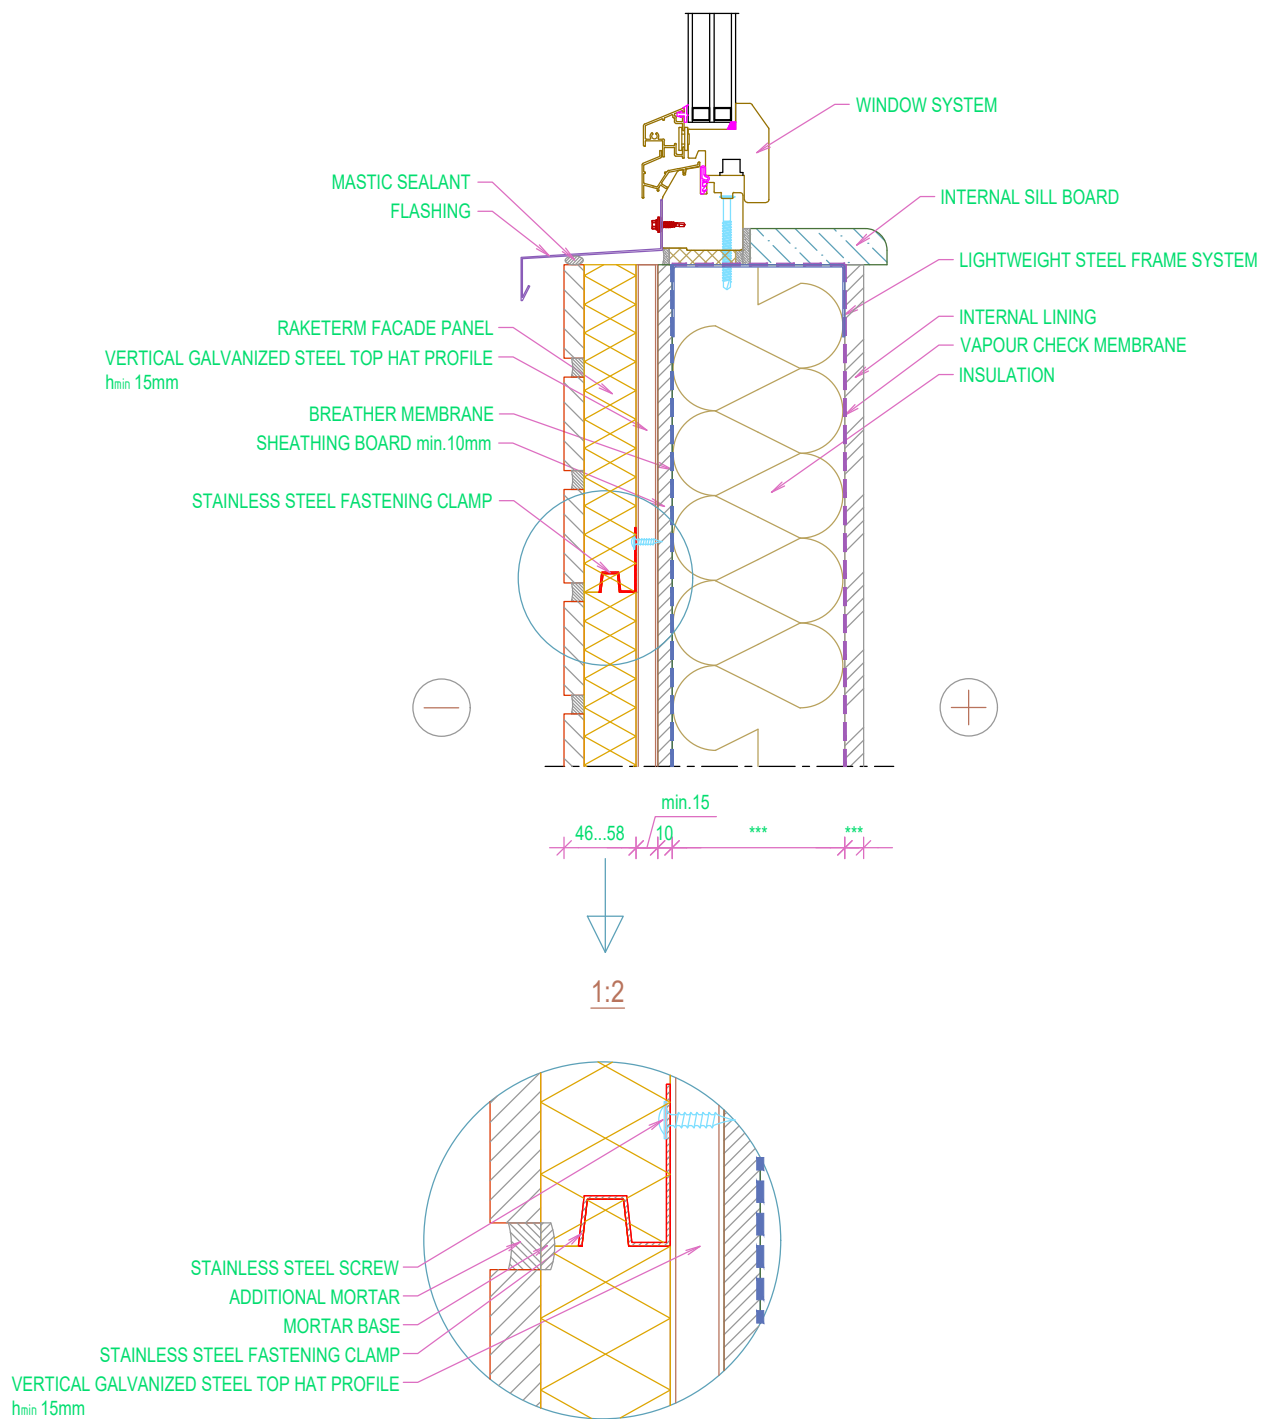 WINDOW SYSTEM
MASTIC SEALANT
FLASHING
INTERNAL SILL BOARD
LIGHTWEIGHT STEEL FRAME SYSTEM
INTERNAL LINING
VAPOUR CHECK MEMBRANE
INSULATION
RAKETERM FACADE PANEL
VERTICAL GALVANIZED STEEL TOP HAT PROFILE
hmin 15mm
BREATHER MEMBRANE
SHEATHING BOARD min.10mm
STAINLESS STEEL FASTENING CLAMP
min.15
46...58 10 *** ***
1:2
STAINLESS STEEL SCREW
ADDITIONAL MORTAR
MORTAR BASE
STAINLESS STEEL FASTENING CLAMP
VERTICAL GALVANIZED STEEL TOP HAT PROFILE
hmin 15mm